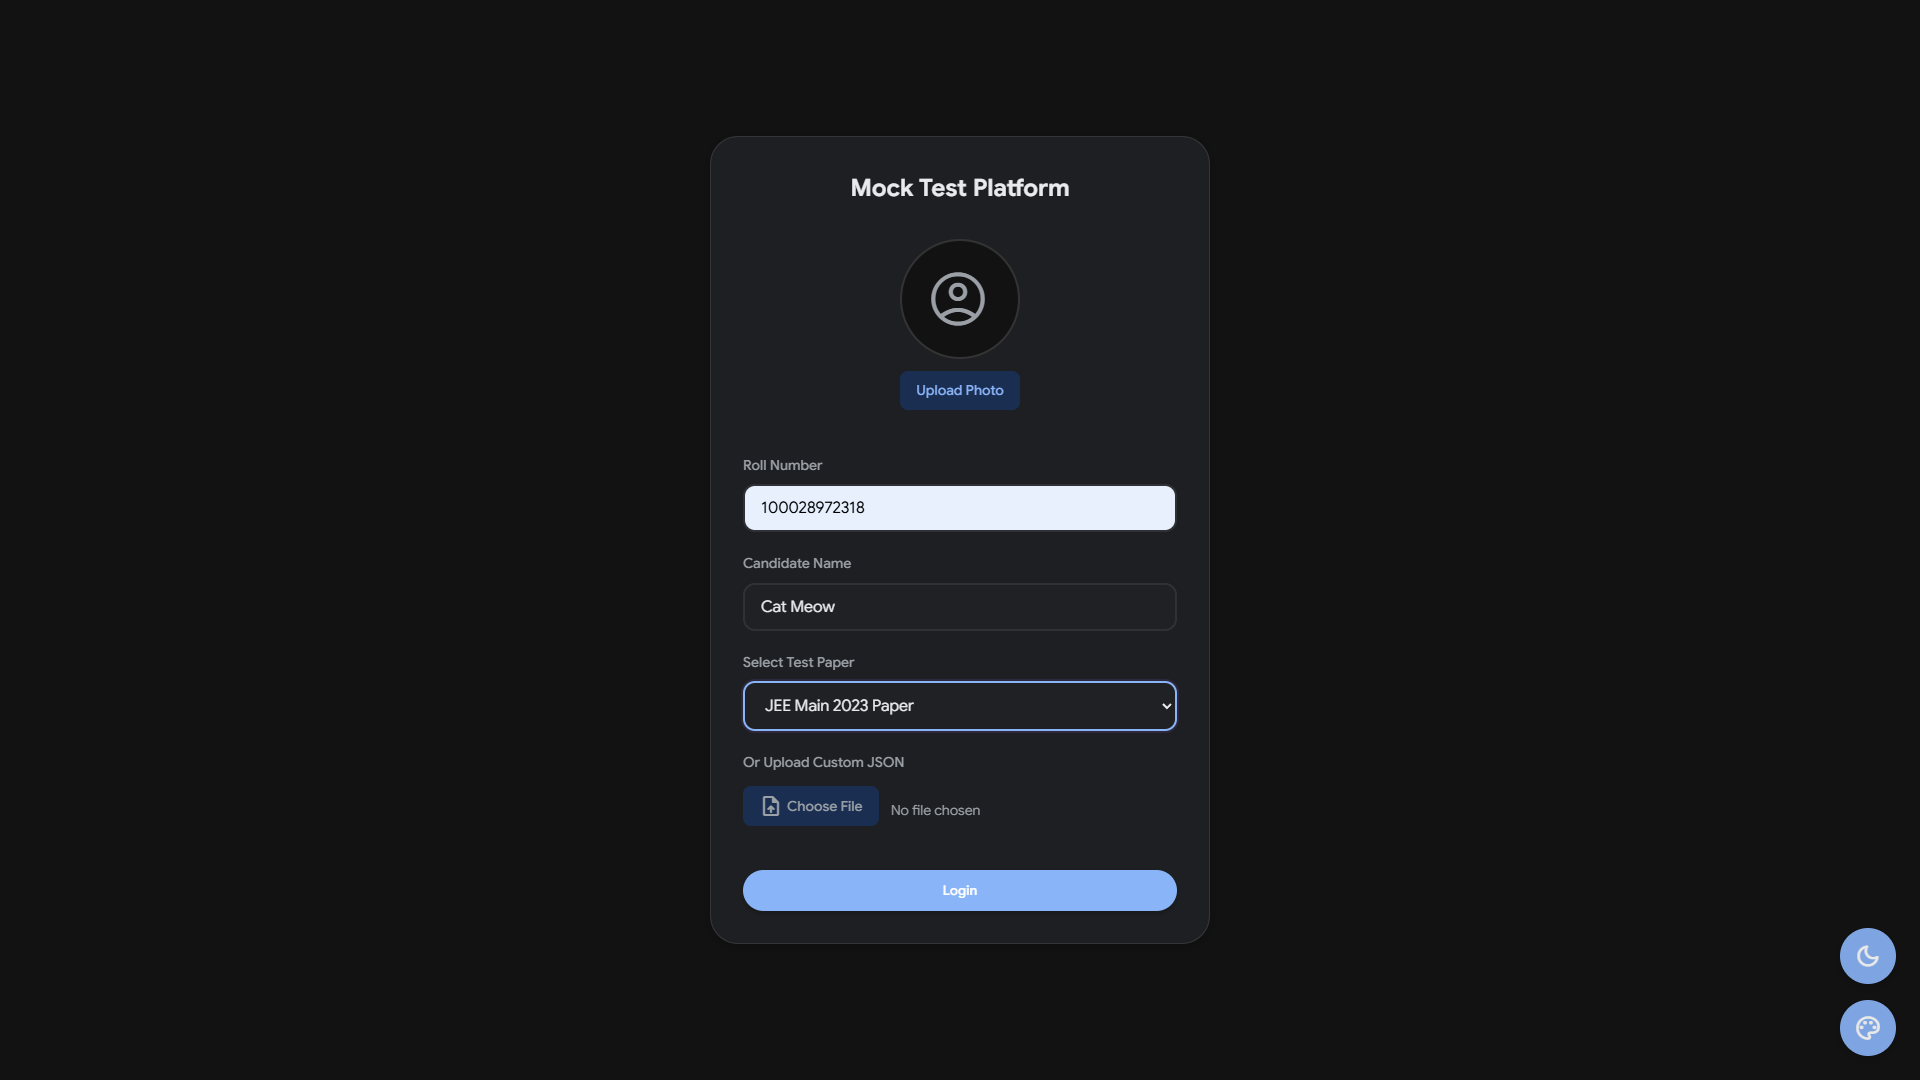 Mock Test Platform
Upload Photo
Roll Number
100028972318
Candidate Name
Cat Meow
Select Test Paper
JEE Main 2023 Paper
Or Upload Custom JSON
Choose File
No file chosen
Login